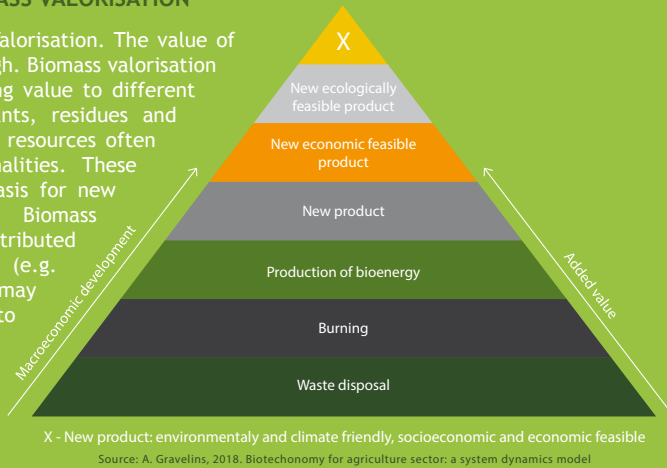 ASS VALORISATION
alorisation. The value of
gh. Biomass valorisation
ng value to different
nts, residues and
resources often
nalities. These
asis for new
Biomass
tributed
(e.g.
may
to
X
New ecologically
feasible product
New economic feasible
product
New product
Production of bioenergy
Burning
Waste disposal
Macroeconomic development
Added value
X - New product: environmentaly and climate friendly, socioeconomic and economic feasible
Source: A. Gravelins, 2018. Biotechonomy for agriculture sector: a system dynamics model